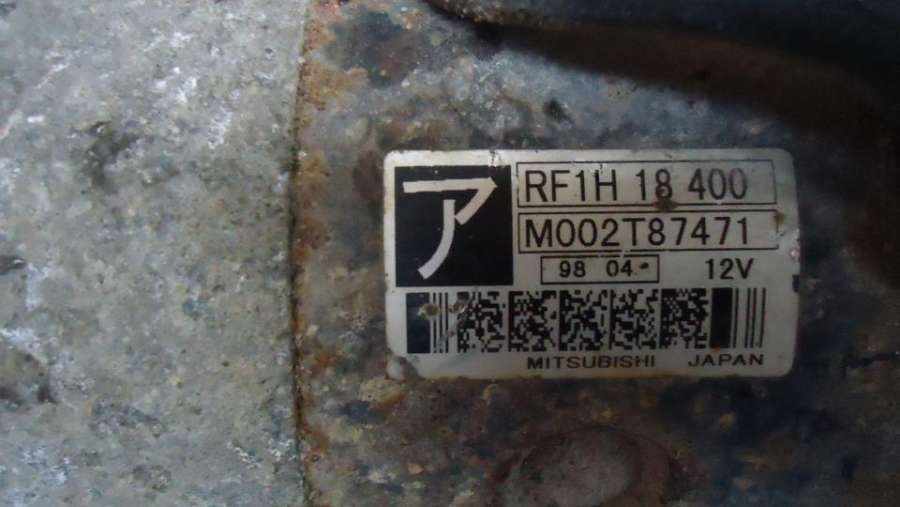 ア
RF1H 18 400
M002T87471
98 04
12V
MITSUBISHI JAPAN